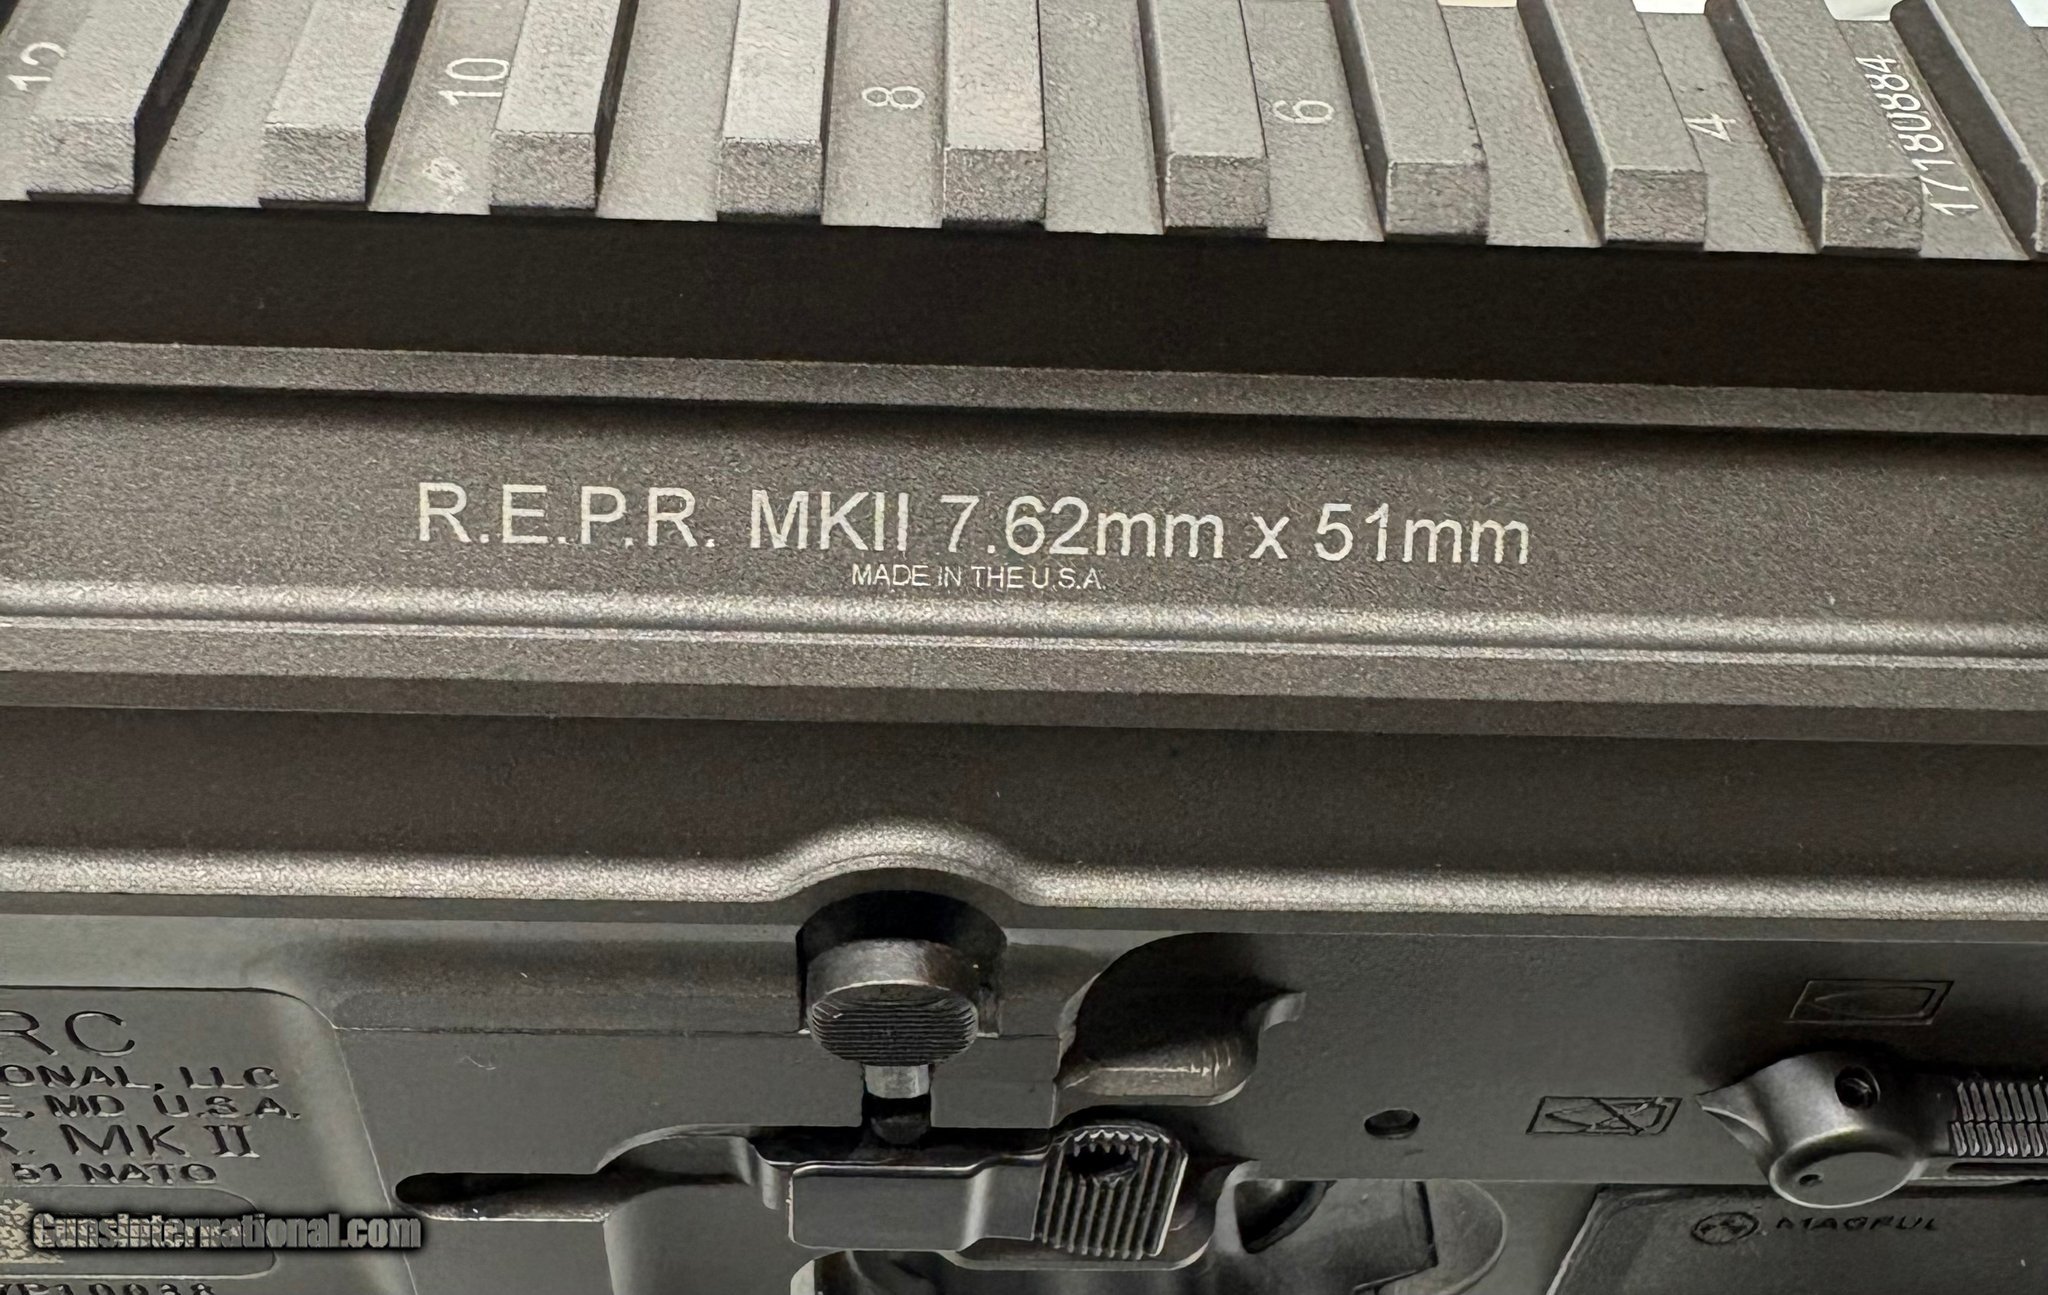 12
10
8
6
4
17180884
R.E.P.R. MKII 7.62mm x 51mm
MADE IN THE U.S.A.
RC
ONAL, LLC
E, MD U.S.A.
R. MK II
51 NATO
MAGPUL
GunsInternational.com
P10038